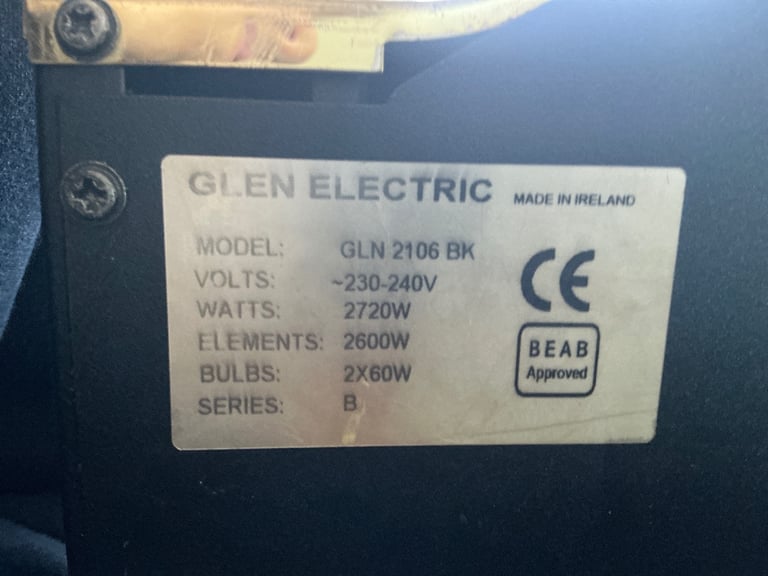 GLEN ELECTRIC MADE IN IRELAND
MODEL: GLN 2106 BK
VOLTS: ~230-240V
WATTS: 2720W
ELEMENTS: 2600W
BULBS: 2X60W
SERIES: B
CE
BEAB
Approved